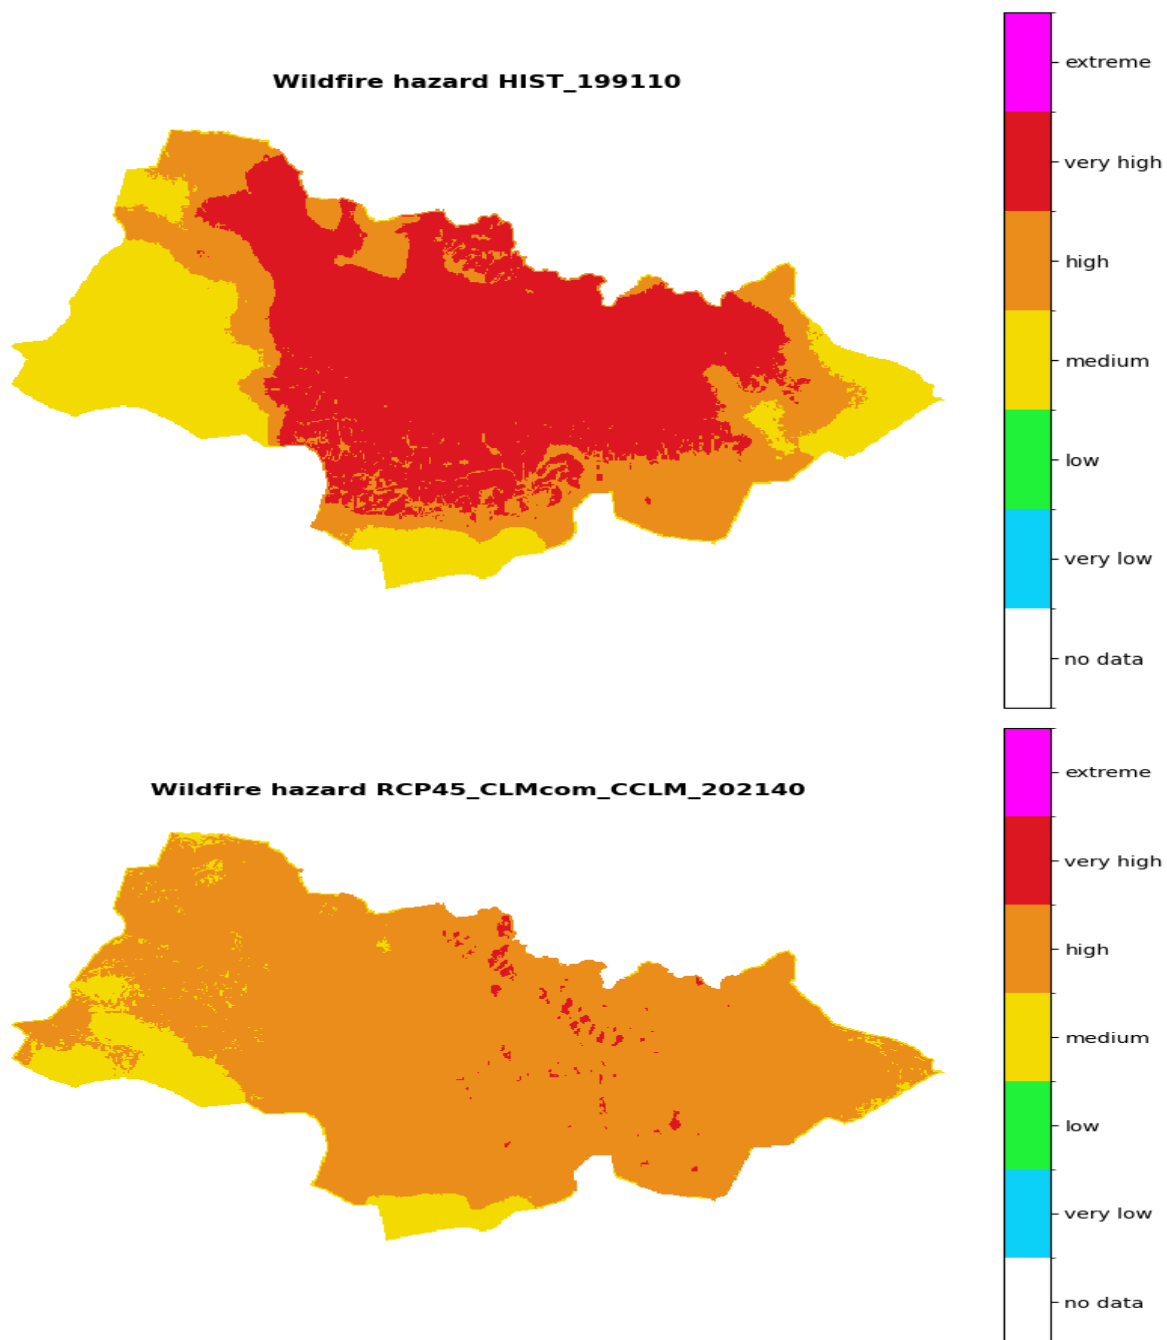 Wildfire hazard HIST_199110
extreme
very high
high
medium
low
very low
no data
Wildfire hazard RCP45_CLMcom_CCLM_202140
extreme
very high
high
medium
low
very low
no data